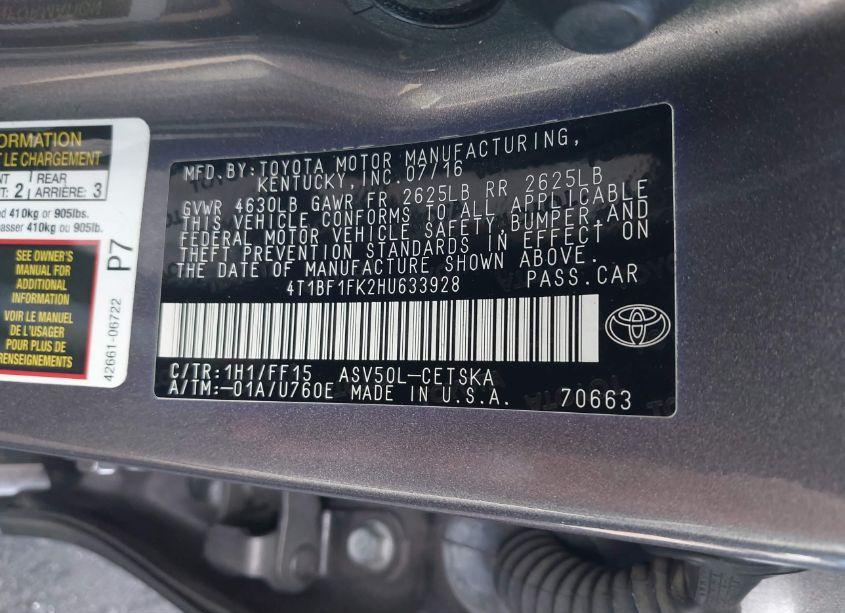 ORMATION
T LE CHARGEMENT
NT 1 REAR
T: 2 ARRIÈRE: 3
ed 410kg or 905lbs.
passer 410kg ou 905lb.
SEE OWNER'S
MANUAL FOR
ADDITIONAL
INFORMATION
VOIR LE MANUEL
DE L'USAGER
POUR PLUS DE
RENSEIGNEMENTS
P7
42661-06722
MFD. BY: TOYOTA MOTOR MANUFACTURING,
KENTUCKY, INC. 07/16
GVWR 4630LB GAWR FR 2625LB RR 2625LB
THIS VEHICLE CONFORMS TO ALL APPLICABLE
FEDERAL MOTOR VEHICLE SAFETY, BUMPER, AND
THEFT PREVENTION STANDARDS IN EFFECT ON
THE DATE OF MANUFACTURE SHOWN ABOVE.
4T1BF1FK2HU633928 PASS. CAR
C/TR: 1H1/FF15 ASV50L-CETSKA
A/TM: -01A/U760E MADE IN U.S.A. 70663